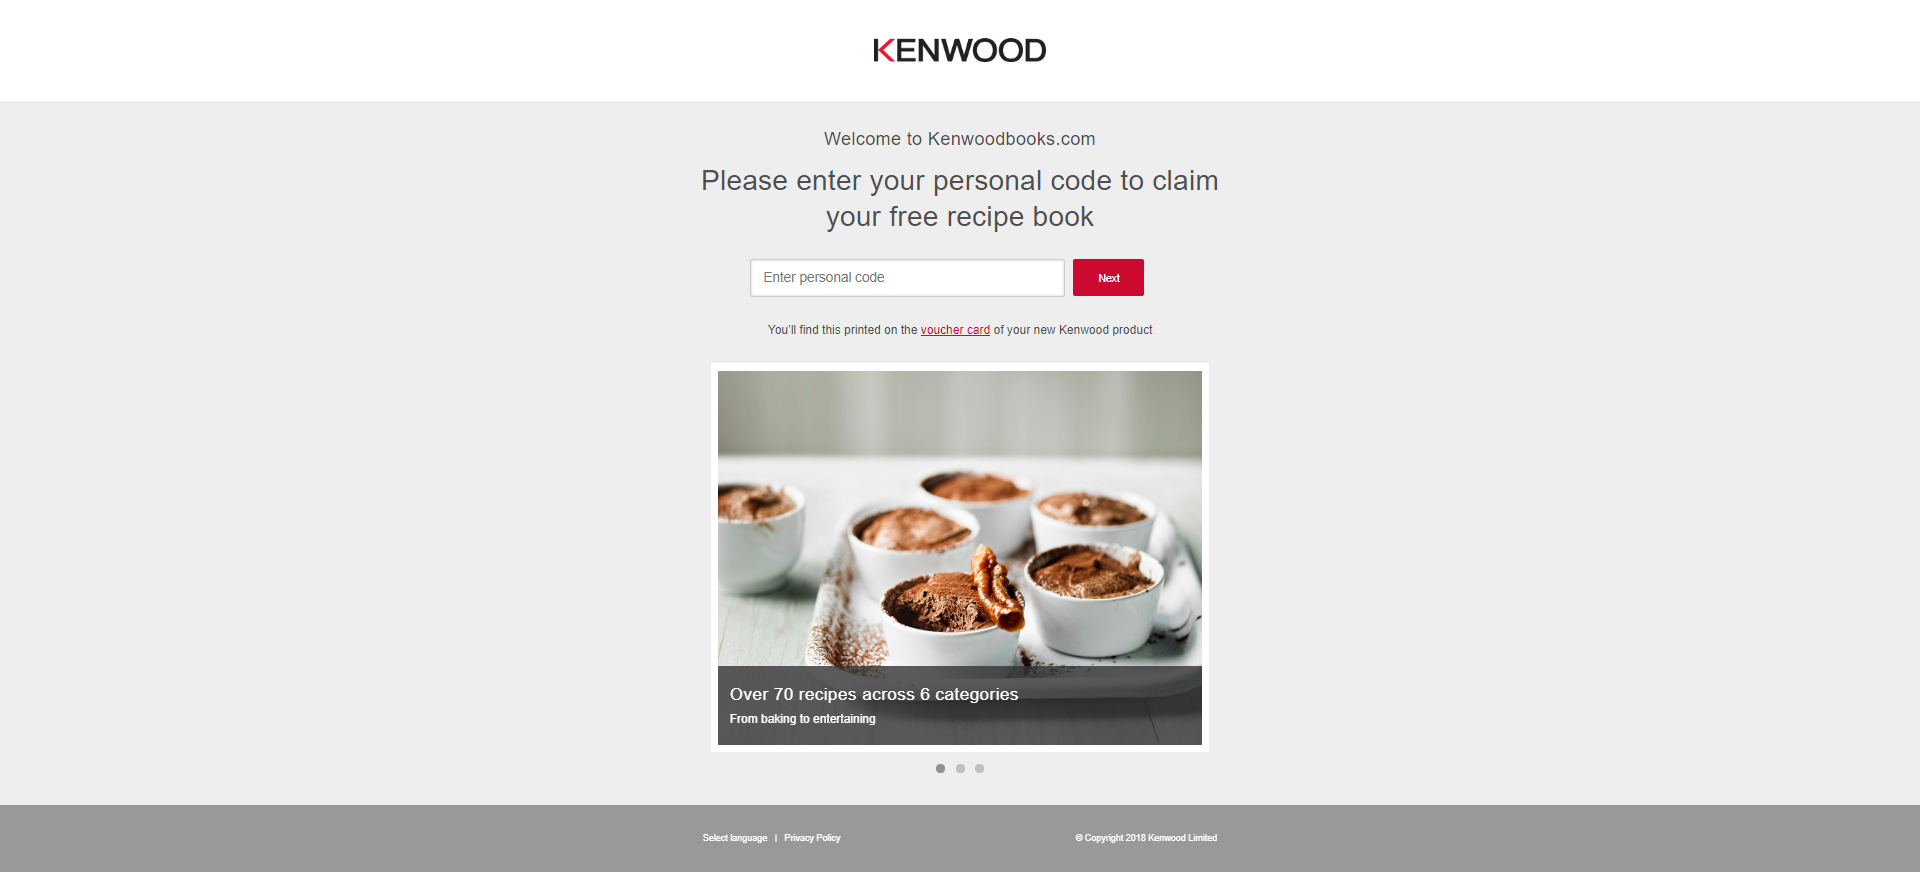 KENWOOD
Welcome to Kenwoodbooks.com
Please enter your personal code to claim
your free recipe book
Enter personal code
Next
You'll find this printed on the voucher card of your new Kenwood product
Over 70 recipes across 6 categories
From baking to entertaining
Select language | Privacy Policy
© Copyright 2018 Kenwood Limited